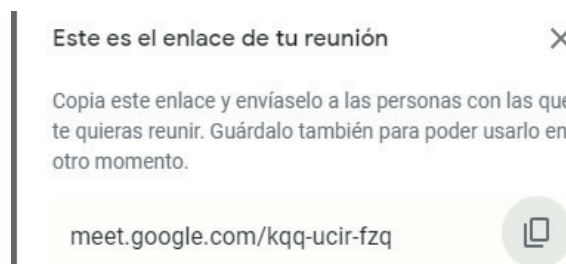 Este es el enlace de tu reunión
Copia este enlace y envíaselo a las personas con las que
te quieras reunir. Guárdalo también para poder usarlo en
otro momento.
meet.google.com/kqq-ucir-fzq